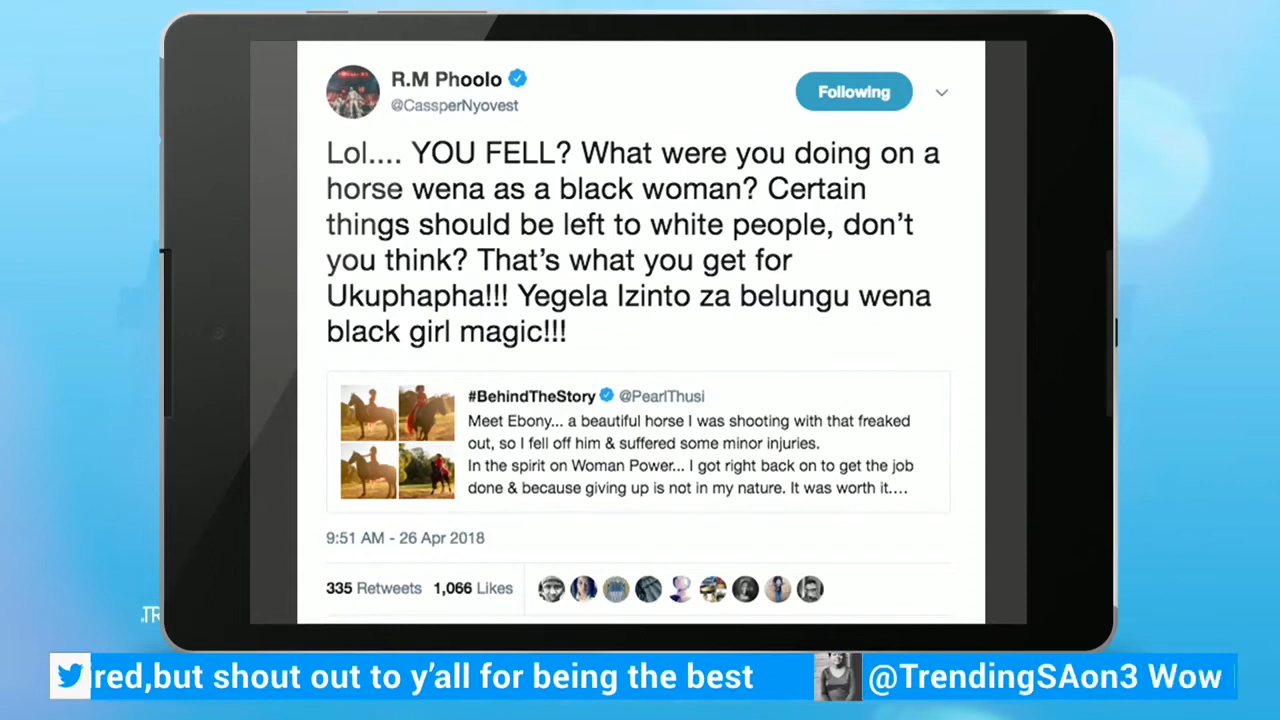 R.M Phoolo
@CassperNyovest
Following
Lol.... YOU FELL? What were you doing on a
horse wena as a black woman? Certain
things should be left to white people, don't
you think? That's what you get for
Ukuphapha!!! Yegela Izinto za belungu wena
black girl magic!!!
#BehindTheStory @PearlThusi
Meet Ebony... a beautiful horse I was shooting with that freaked
out, so I fell off him & suffered some minor injuries.
In the spirit on Woman Power... I got right back on to get the job
done & because giving up is not in my nature. It was worth it....
9:51 AM - 26 Apr 2018
335 Retweets 1,066 Likes
.TR
red,but shout out to y'all for being the best
@TrendingSAon3 Wow